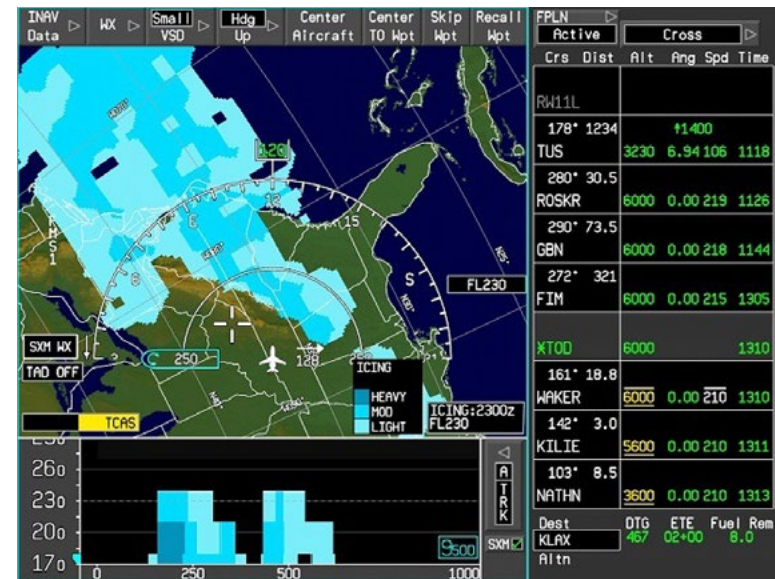 INAV Data
WX
Small VSD
Hdg Up
Center Aircraft
Center TO Wpt
Skip Wpt
Recall Wpt
120
12
15
S
FL230
FMS1
SXM WX
TAD OFF
TCAS
250
128
N25°
ICING
HEAVY
MOD
LIGHT
ICING:2300z
FL230
260
230
200
170
0 250 500 1000
9500
A TRK
SXM
FPLN
Active Cross
Crs Dist Alt Ang Spd Time
RW11L
178° 1234 ↑1400
TUS 3230 6.94 106 1118
280° 30.5
ROSKR 6000 0.00 219 1126
290° 73.5
GBN 6000 0.00 218 1144
272° 321
FIM 6000 0.00 215 1305
XTOD 6000 1310
161° 18.8
WAKER 6000 0.00 210 1310
142° 3.0
KILIE 5600 0.00 210 1311
103° 8.5
NATHN 3600 0.00 210 1313
Dest DTG ETE Fuel Rem
KLAX 467 02+00 8.0
Altn